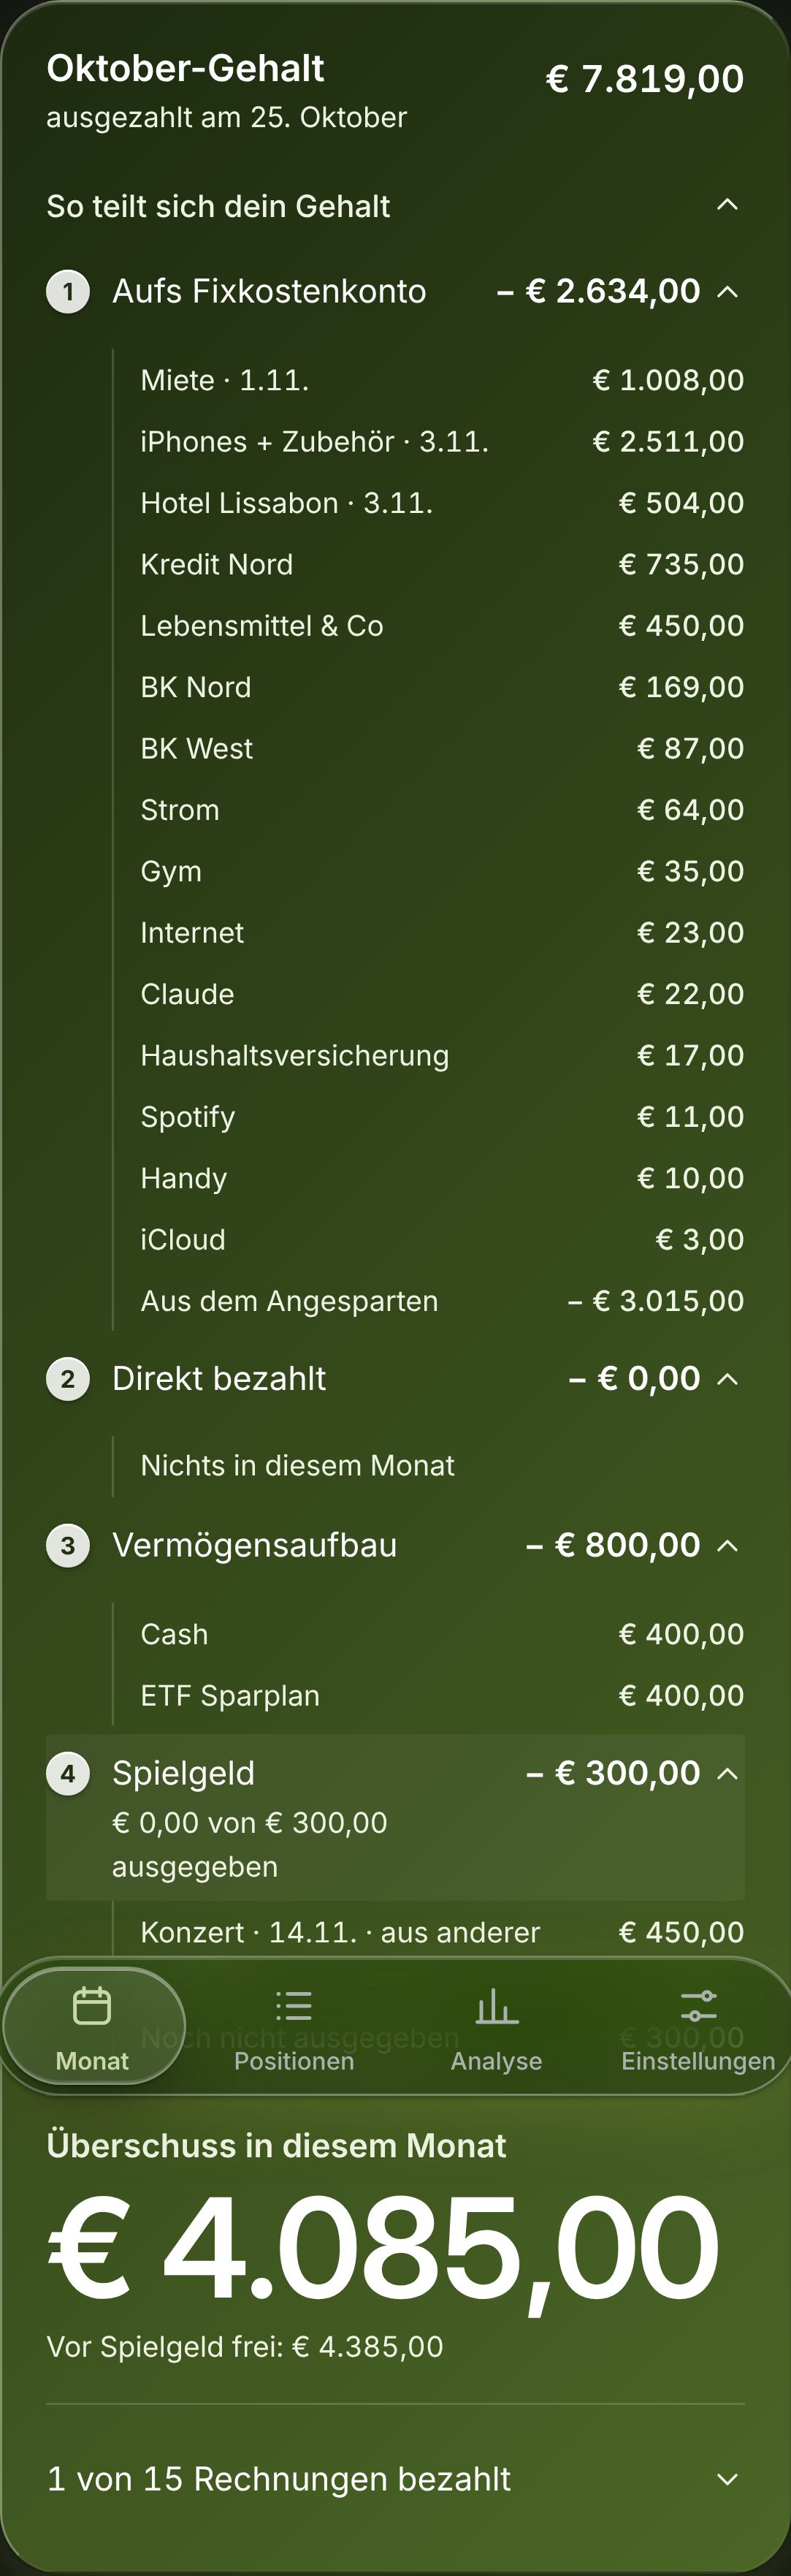 Oktober-Gehalt
€ 7.819,00
ausgezahlt am 25. Oktober
So teilt sich dein Gehalt
1 Aufs Fixkostenkonto – € 2.634,00
Miete · 1.11. € 1.008,00
iPhones + Zubehör · 3.11. € 2.511,00
Hotel Lissabon · 3.11. € 504,00
Kredit Nord € 735,00
Lebensmittel & Co € 450,00
BK Nord € 169,00
BK West € 87,00
Strom € 64,00
Gym € 35,00
Internet € 23,00
Claude € 22,00
Haushaltsversicherung € 17,00
Spotify € 11,00
Handy € 10,00
iCloud € 3,00
Aus dem Angesparten – € 3.015,00
2 Direkt bezahlt – € 0,00
Nichts in diesem Monat
3 Vermögensaufbau – € 800,00
Cash € 400,00
ETF Sparplan € 400,00
4 Spielgeld – € 300,00
€ 0,00 von € 300,00
ausgegeben
Konzert · 14.11. · aus anderer € 450,00
Noch nicht ausgegeben € 300,00
Monat Positionen Analyse Einstellungen
Überschuss in diesem Monat
€ 4.085,00
Vor Spielgeld frei: € 4.385,00
1 von 15 Rechnungen bezahlt